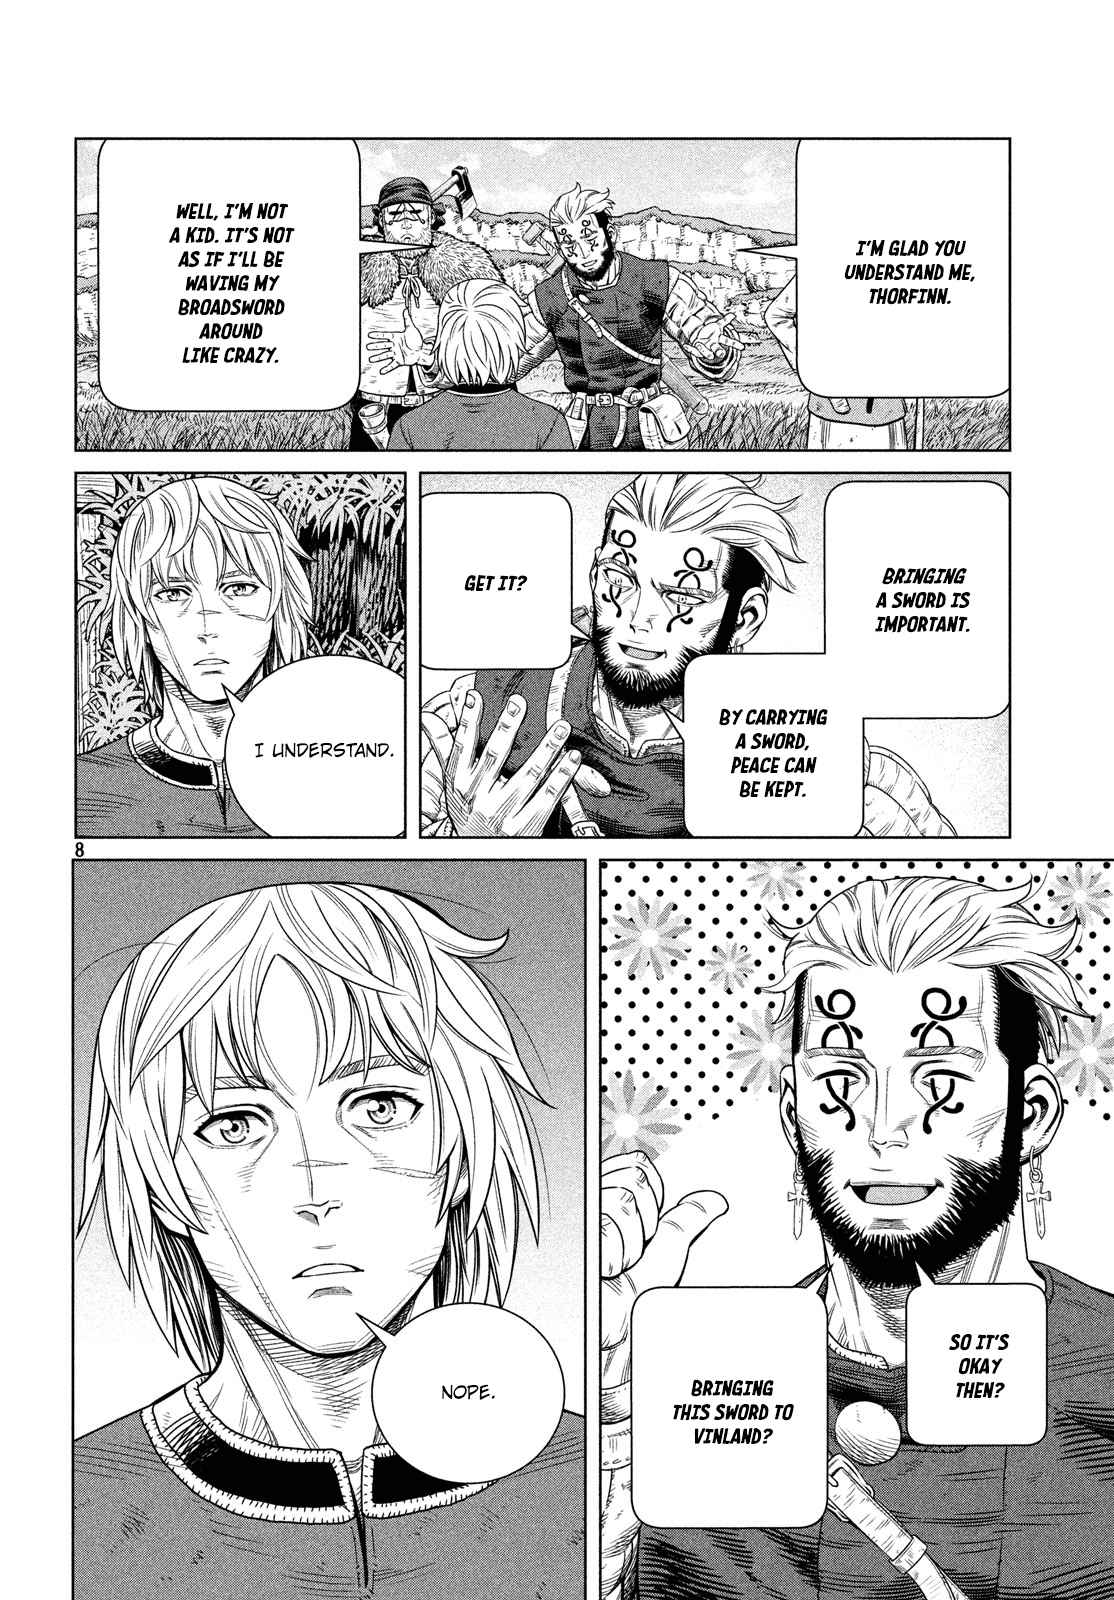 I'M GLAD YOU
UNDERSTAND ME,
THORFINN.
WELL, I'M NOT
A KID. IT'S NOT
AS IF I'LL BE
WAVING MY
BROADSWORD
AROUND
LIKE CRAZY.
BRINGING
A SWORD IS
IMPORTANT.
BY CARRYING
A SWORD,
PEACE CAN
BE KEPT.
GET IT?
I UNDERSTAND.
8
SO IT'S
OKAY
THEN?
BRINGING
THIS SWORD TO
VINLAND?
NOPE.